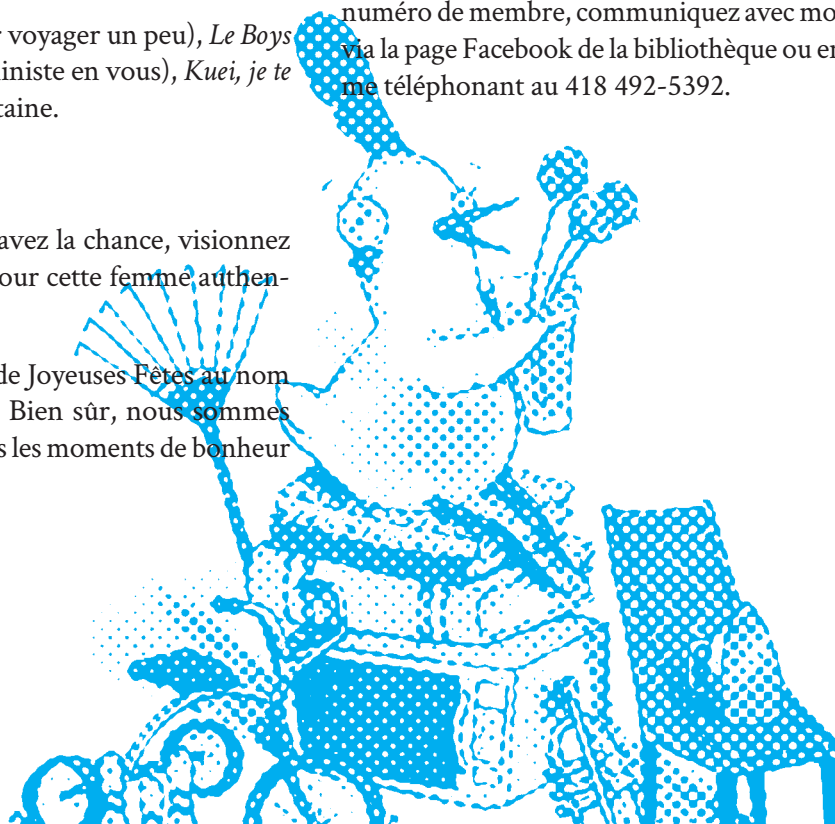 r voyager un peu), Le Boys
iniste en vous), Kuei, je te
taine.
avez la chance, visionnez
our cette femme authen-
de Joyeuses Fêtes au nom
Bien sûr, nous sommes
s les moments de bonheur
numéro de membre, communiquez avec mo
via la page Facebook de la bibliothèque ou en
me téléphonant au 418 492-5392.